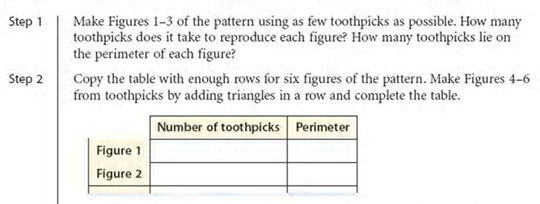 Step 1
Make Figures 1–3 of the pattern using as few toothpicks as possible. How many
toothpicks does it take to reproduce each figure? How many toothpicks lie on
the perimeter of each figure?
Step 2
Copy the table with enough rows for six figures of the pattern. Make Figures 4–6
from toothpicks by adding triangles in a row and complete the table.
Number of toothpicks Perimeter
Figure 1
Figure 2